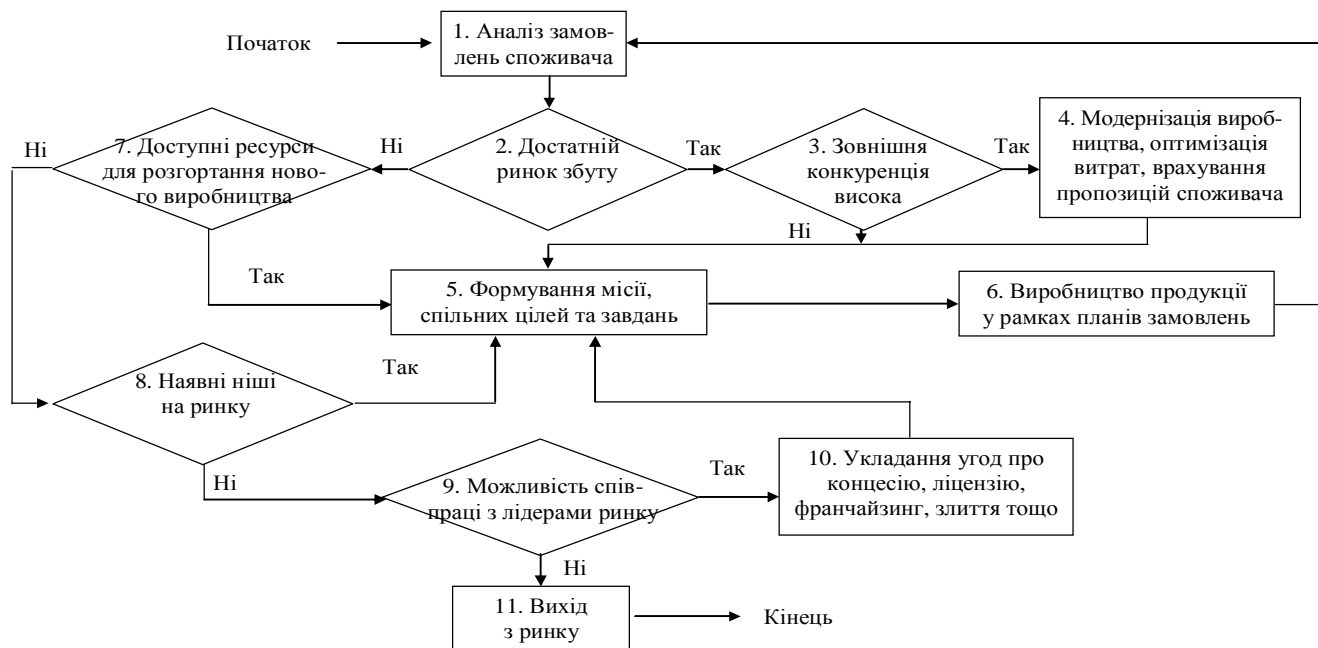 Початок
1. Аналіз замов-
лень споживача
Ні
7. Доступні ресурси
для розгортання ново-
го виробництва
Ні
2. Достатній
ринок збуту
Так
3. Зовнішня
конкуренція
висока
Так
4. Модернізація вироб-
ництва, оптимізація
витрат, врахування
пропозицій споживача
Ні
Так
5. Формування місії,
спільних цілей та завдань
6. Виробництво продукції
у рамках планів замовлень
8. Наявні ніші
на ринку
Так
Ні
9. Можливість спів-
праці з лідерами ринку
Так
10. Укладання угод про
концесію, ліцензію,
франчайзинг, злиття тощо
Ні
11. Вихід
з ринку
Кінець